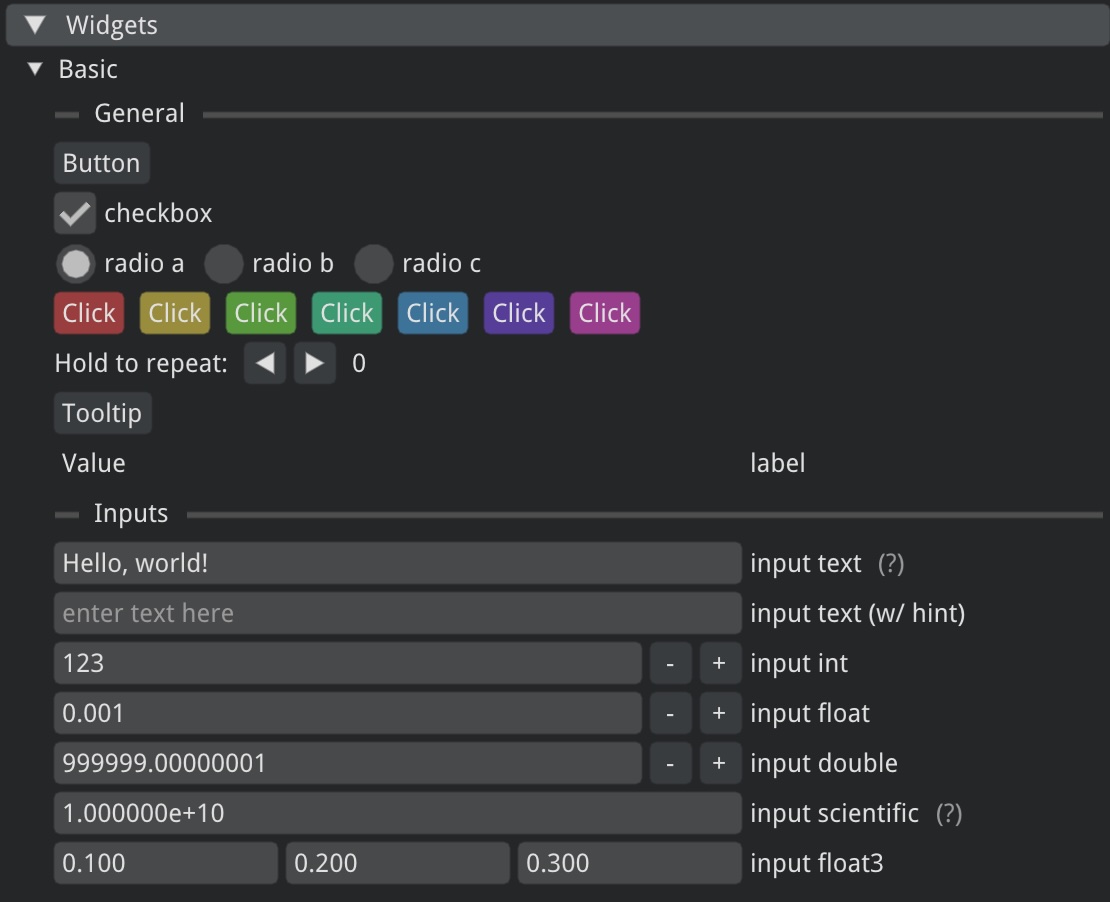 Widgets
Basic
General
Button
checkbox
radio a radio b radio c
Click Click Click Click Click Click Click
Hold to repeat: 0
Tooltip
Value label
Inputs
Hello, world! input text (?)
enter text here input text (w/ hint)
123 - + input int
0.001 - + input float
999999.00000001 - + input double
1.000000e+10 input scientific (?)
0.100 0.200 0.300 input float3